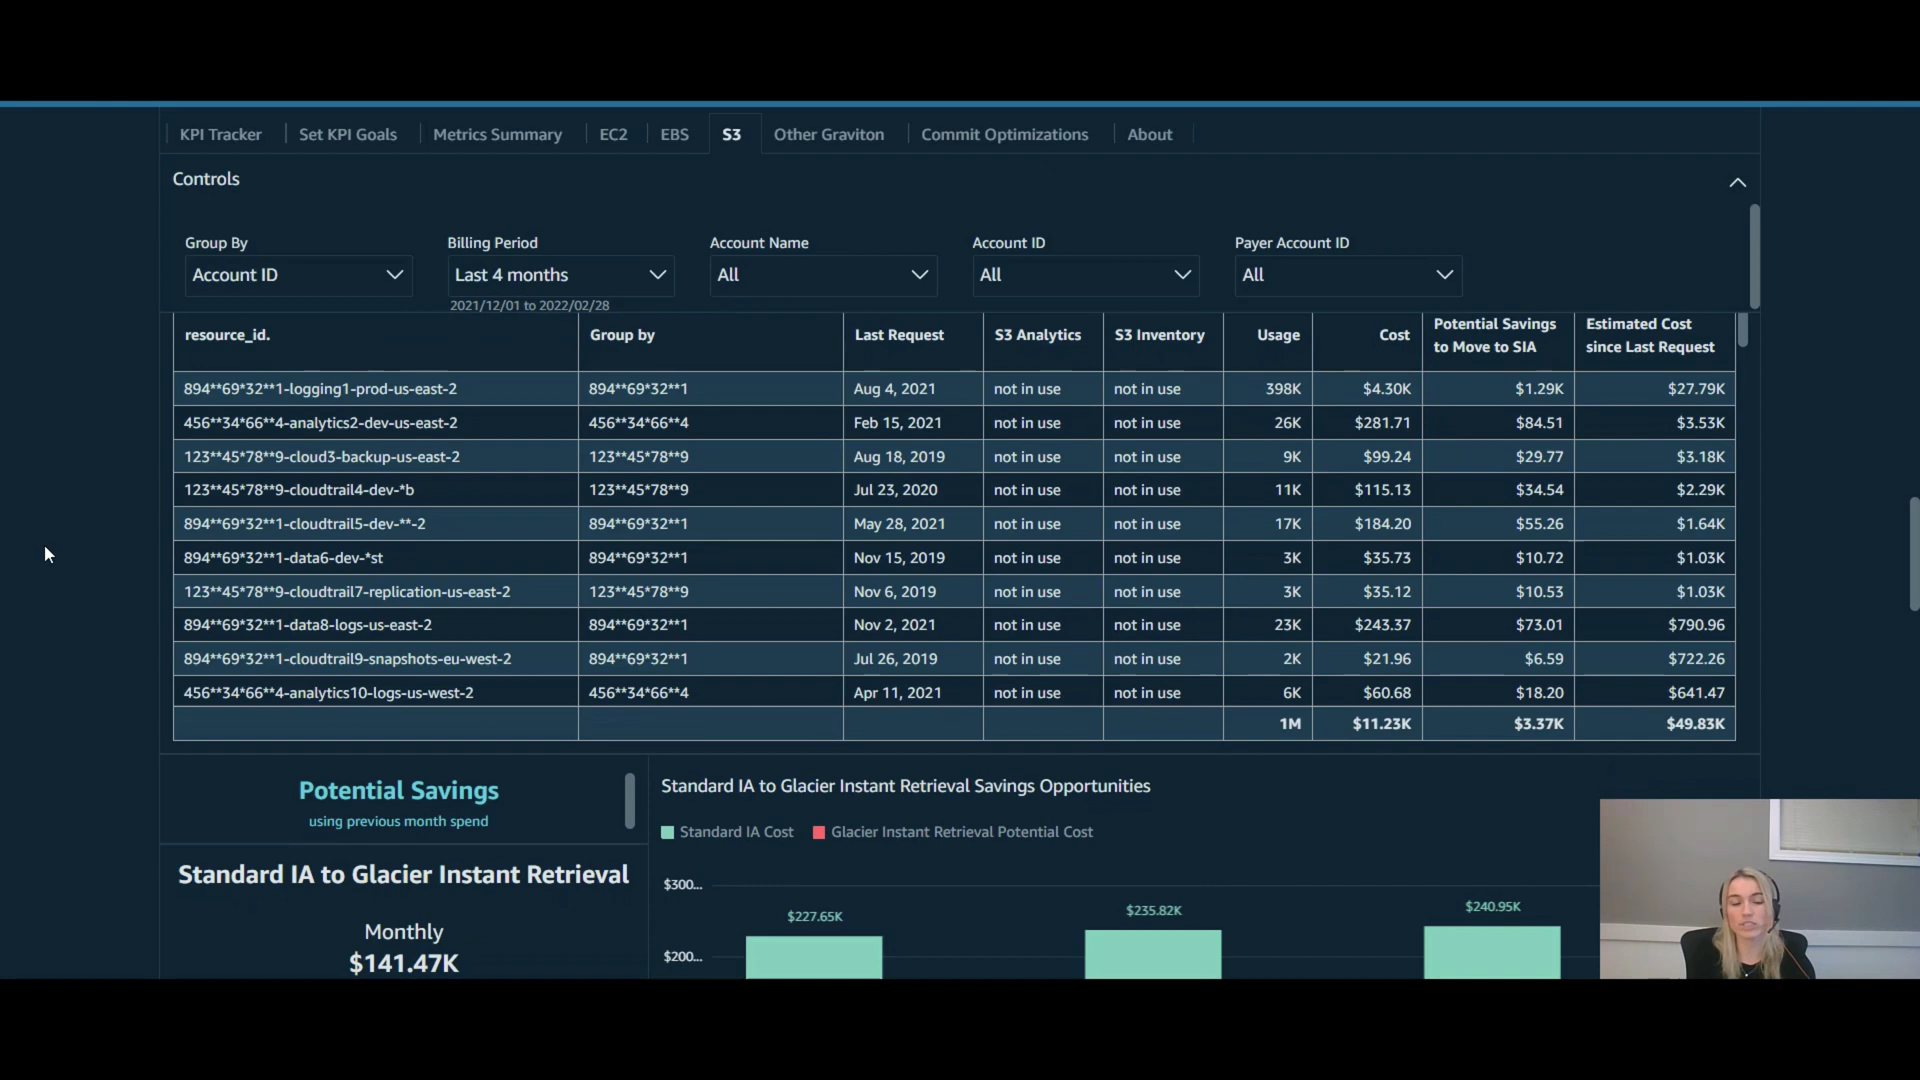 KPI Tracker Set KPI Goals Metrics Summary EC2 EBS S3 Other Graviton Commit Optimizations About
Controls
Group By Billing Period Account Name Account ID Payer Account ID
Account ID Last 4 months All All All
2021/12/01 to 2022/02/28
resource_id. Group by Last Request S3 Analytics S3 Inventory Usage Cost Potential Savings to Move to SIA Estimated Cost since Last Request
894**69*32**1-logging1-prod-us-east-2 894**69*32**1 Aug 4, 2021 not in use not in use 398K $4.30K $1.29K $27.79K
456**34*66**4-analytics2-dev-us-east-2 456**34*66**4 Feb 15, 2021 not in use not in use 26K $281.71 $84.51 $3.53K
123**45*78**9-cloud3-backup-us-east-2 123**45*78**9 Aug 18, 2019 not in use not in use 9K $99.24 $29.77 $3.18K
123**45*78**9-cloudtrail4-dev-*b 123**45*78**9 Jul 23, 2020 not in use not in use 11K $115.13 $34.54 $2.29K
894**69*32**1-cloudtrail5-dev-**-2 894**69*32**1 May 28, 2021 not in use not in use 17K $184.20 $55.26 $1.64K
894**69*32**1-data6-dev-*st 894**69*32**1 Nov 15, 2019 not in use not in use 3K $35.73 $10.72 $1.03K
123**45*78**9-cloudtrail7-replication-us-east-2 123**45*78**9 Nov 6, 2019 not in use not in use 3K $35.12 $10.53 $1.03K
894**69*32**1-data8-logs-us-east-2 894**69*32**1 Nov 2, 2021 not in use not in use 23K $243.37 $73.01 $790.96
894**69*32**1-cloudtrail9-snapshots-eu-west-2 894**69*32**1 Jul 26, 2019 not in use not in use 2K $21.96 $6.59 $722.26
456**34*66**4-analytics10-logs-us-west-2 456**34*66**4 Apr 11, 2021 not in use not in use 6K $60.68 $18.20 $641.47
1M $11.23K $3.37K $49.83K
Potential Savings
using previous month spend
Standard IA to Glacier Instant Retrieval
Monthly
$141.47K
Standard IA to Glacier Instant Retrieval Savings Opportunities
Standard IA Cost Glacier Instant Retrieval Potential Cost
$300...
$227.65K $235.82K $240.95K
$200...